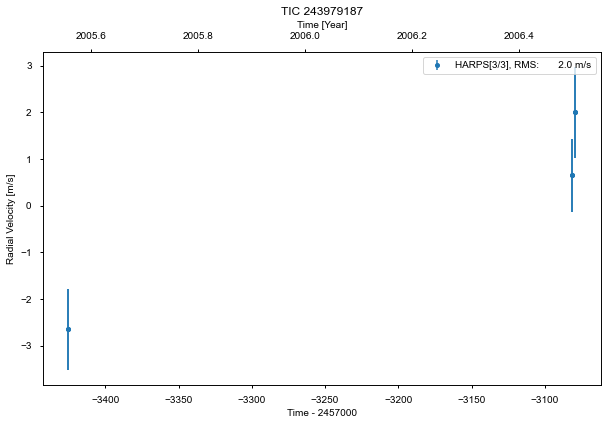 TIC 243979187
Time [Year]
2005.6 2005.8 2006.0 2006.2 2006.4
HARPS[3/3], RMS: 2.0 m/s
3
2
1
0
−1
−2
−3
Radial Velocity [m/s]
−3400 −3350 −3300 −3250 −3200 −3150 −3100
Time - 2457000